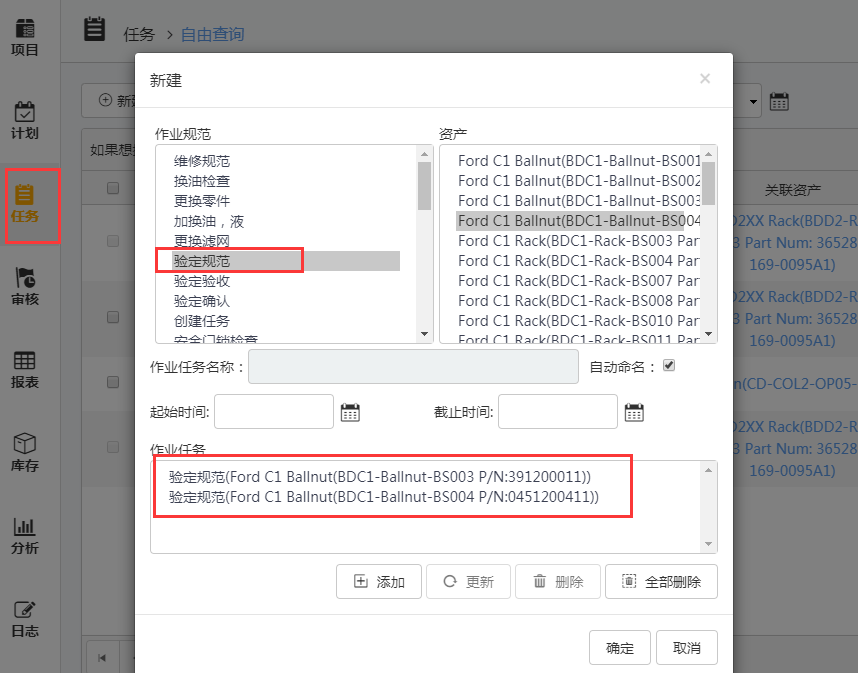 项目
计划
任务
审核
报表
库存
分析
日志
任务 > 自由查询
新
如果想
关联资产
D2XX Rack(BDD2-R
3 Part Num: 36528
169-0095A1)
D2XX Rack(BDD2-R
3 Part Num: 36528
169-0095A1)
n(CD-COL2-OP05-
D2XX Rack(BDD2-R
3 Part Num: 36528
169-0095A1)
新建
×
作业规范
维修规范
换油检查
更换零件
加换油，液
更换滤网
验定规范
验定验收
验定确认
创建任务
安全门锁检查
资产
Ford C1 Ballnut(BDC1-Ballnut-BS001
Ford C1 Ballnut(BDC1-Ballnut-BS002
Ford C1 Ballnut(BDC1-Ballnut-BS003
Ford C1 Ballnut(BDC1-Ballnut-BS004
Ford C1 Rack(BDC1-Rack-BS003 Par
Ford C1 Rack(BDC1-Rack-BS004 Par
Ford C1 Rack(BDC1-Rack-BS007 Par
Ford C1 Rack(BDC1-Rack-BS008 Par
Ford C1 Rack(BDC1-Rack-BS010 Par
Ford C1 Rack(BDC1-Rack-BS011 Par
作业任务名称：
自动命名：
起始时间:
截止时间:
作业任务
验定规范(Ford C1 Ballnut(BDC1-Ballnut-BS003 P/N:391200011))
验定规范(Ford C1 Ballnut(BDC1-Ballnut-BS004 P/N:0451200411))
添加
更新
删除
全部删除
确定
取消